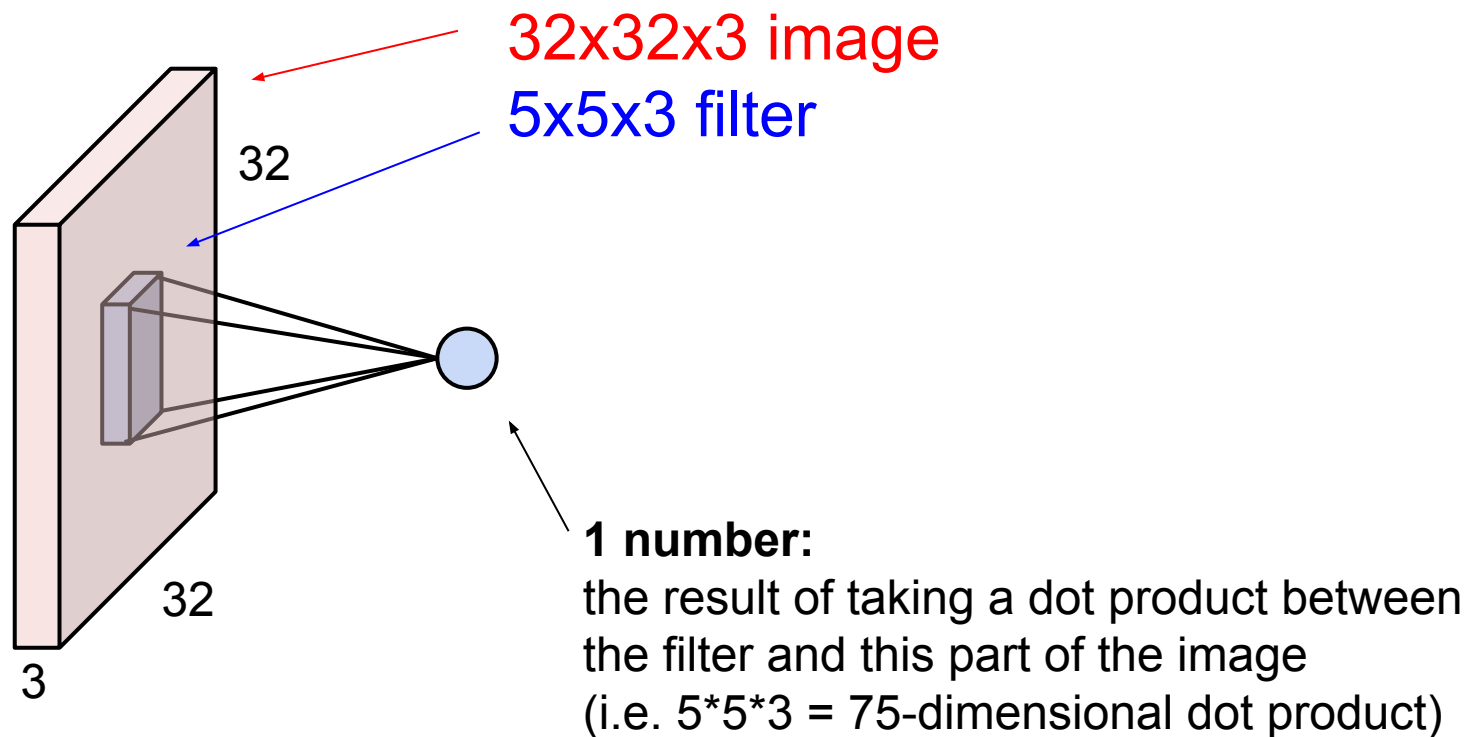 32x32x3 image
5x5x3 filter
32
32
3
1 number:
the result of taking a dot product between
the filter and this part of the image
(i.e. 5*5*3 = 75-dimensional dot product)